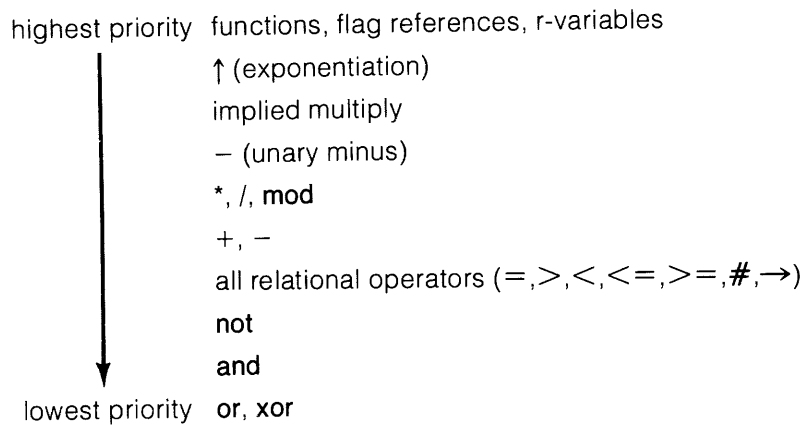 highest priority functions, flag references, r-variables
↑ (exponentiation)
implied multiply
− (unary minus)
*, /, mod
+, −
all relational operators (=,>,<,<=,>=,#,→)
not
and
lowest priority or, xor